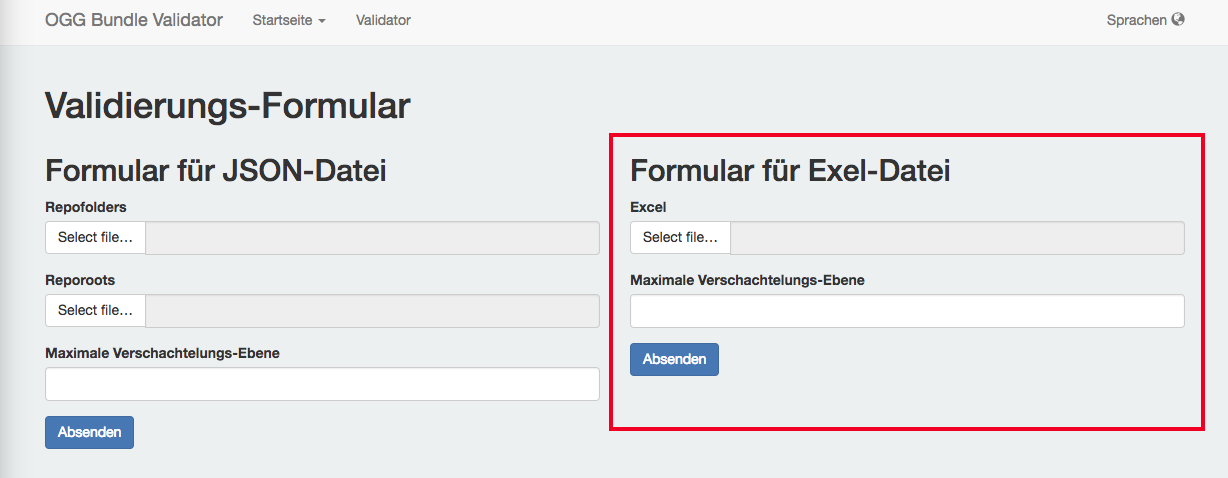 OGG Bundle Validator Startseite Validator Sprachen
Validierungs-Formular
Formular für JSON-Datei
Repofolders
Select file...
Reporoots
Select file...
Maximale Verschachtelungs-Ebene
Absenden
Formular für Exel-Datei
Excel
Select file...
Maximale Verschachtelungs-Ebene
Absenden